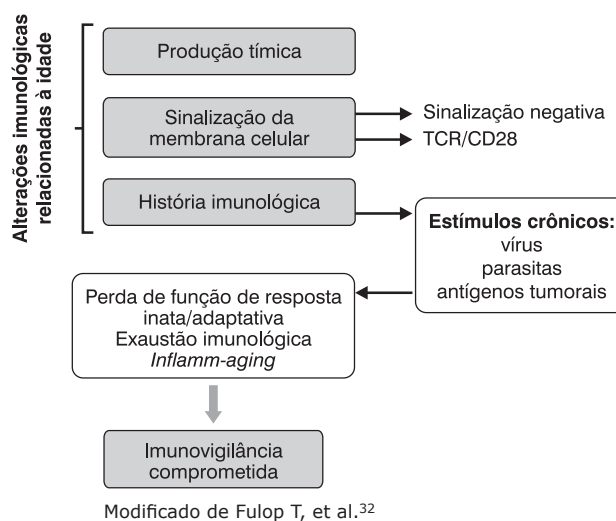 Alterações imunológicas
relacionadas à idade
Produção tímica
Sinalização da
membrana celular
Sinalização negativa
TCR/CD28
História imunológica
Estímulos crônicos:
vírus
parasitas
antígenos tumorais
Perda de função de resposta
inata/adaptativa
Exaustão imunológica
Inflamm-aging
Imunovigilância
comprometida
Modificado de Fulop T, et al.32